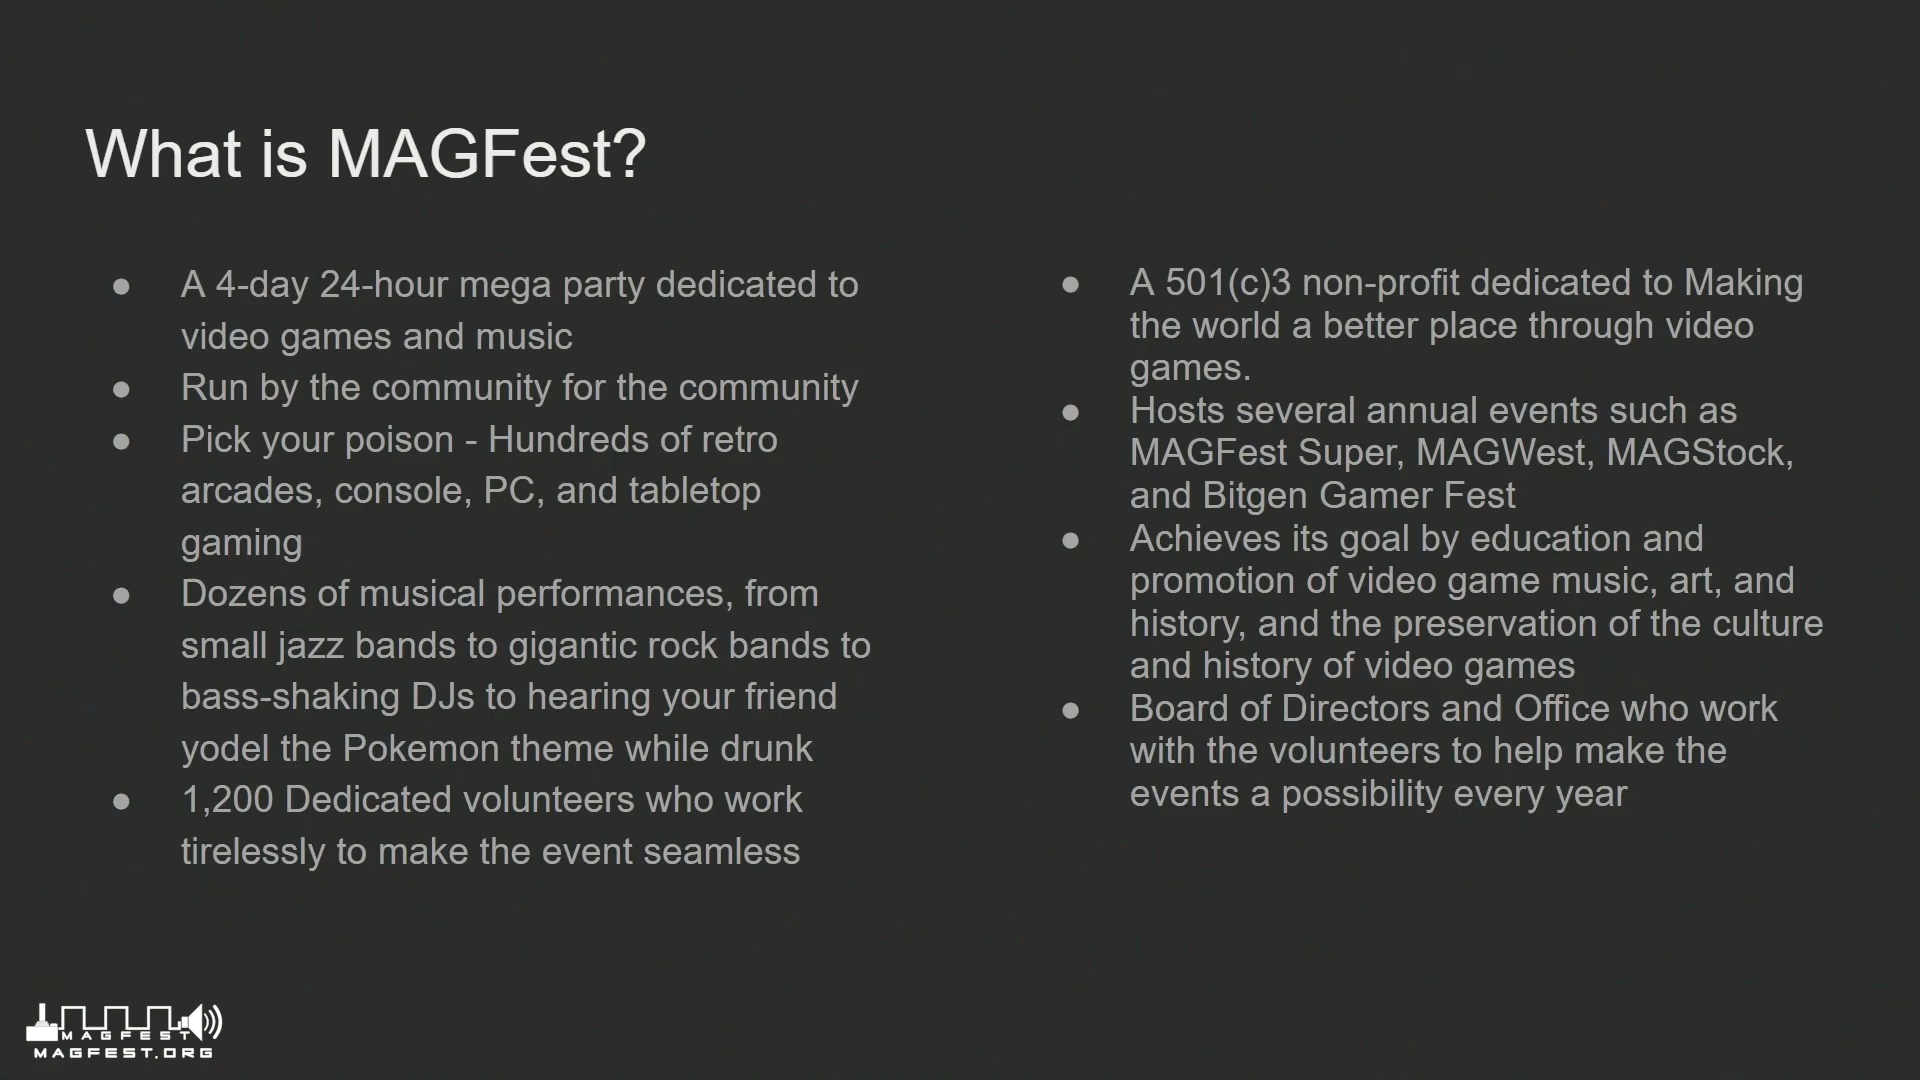 What is MAGFest?
● A 4-day 24-hour mega party dedicated to
video games and music
● Run by the community for the community
● Pick your poison - Hundreds of retro
arcades, console, PC, and tabletop
gaming
● Dozens of musical performances, from
small jazz bands to gigantic rock bands to
bass-shaking DJs to hearing your friend
yodel the Pokemon theme while drunk
● 1,200 Dedicated volunteers who work
tirelessly to make the event seamless
● A 501(c)3 non-profit dedicated to Making
the world a better place through video
games.
● Hosts several annual events such as
MAGFest Super, MAGWest, MAGStock,
and Bitgen Gamer Fest
● Achieves its goal by education and
promotion of video game music, art, and
history, and the preservation of the culture
and history of video games
● Board of Directors and Office who work
with the volunteers to help make the
events a possibility every year
MAGFEST
MAGFEST.ORG